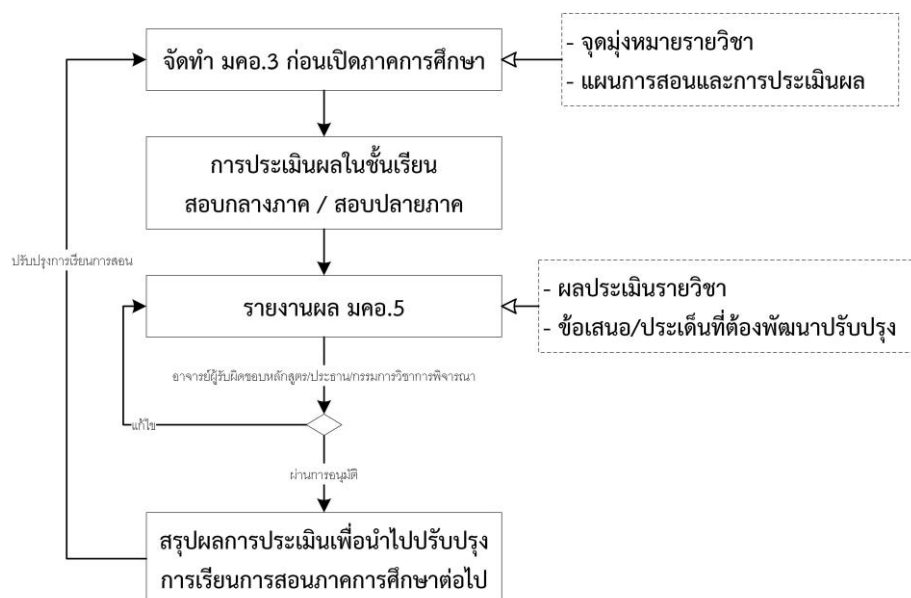 จัดทำ มคอ.3 ก่อนเปิดภาคการศึกษา
- จุดมุ่งหมายรายวิชา
- แผนการสอนและการประเมินผล
การประเมินผลในชั้นเรียน
สอบกลางภาค / สอบปลายภาค
ปรับปรุงการเรียนการสอน
รายงานผล มคอ.5
- ผลประเมินรายวิชา
- ข้อเสนอ/ประเด็นที่ต้องพัฒนาปรับปรุง
อาจารย์ผู้รับผิดชอบหลักสูตร/ประธาน/กรรมการวิชาการพิจารณา
แก้ไข
ผ่านการอนุมัติ
สรุปผลการประเมินเพื่อนำไปปรับปรุง
การเรียนการสอนภาคการศึกษาต่อไป